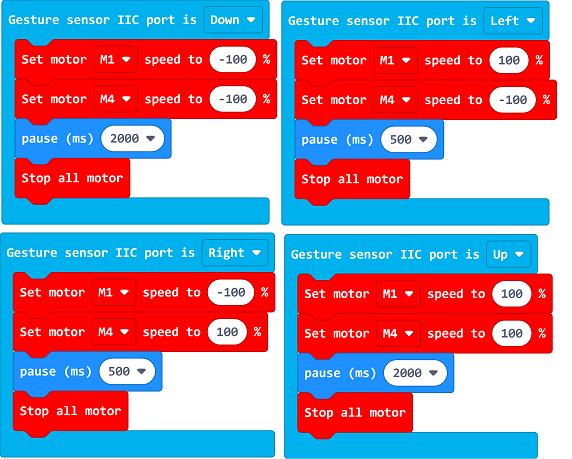 Gesture sensor IIC port is Down
Set motor M1 speed to -100 %
Set motor M4 speed to -100 %
pause (ms) 2000
Stop all motor
Gesture sensor IIC port is Left
Set motor M1 speed to 100 %
Set motor M4 speed to -100 %
pause (ms) 500
Stop all motor
Gesture sensor IIC port is Right
Set motor M1 speed to -100 %
Set motor M4 speed to 100 %
pause (ms) 500
Stop all motor
Gesture sensor IIC port is Up
Set motor M1 speed to 100 %
Set motor M4 speed to 100 %
pause (ms) 2000
Stop all motor